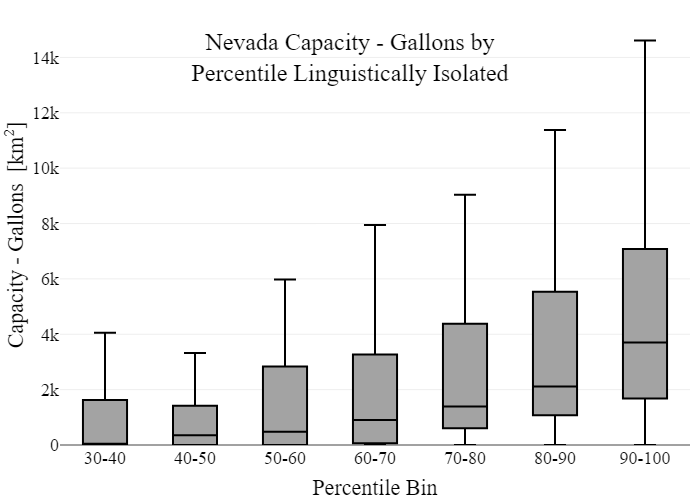 Nevada Capacity - Gallons by
Percentile Linguistically Isolated
Capacity - Gallons [km²]
14k
12k
10k
8k
6k
4k
2k
0
30-40 40-50 50-60 60-70 70-80 80-90 90-100
Percentile Bin